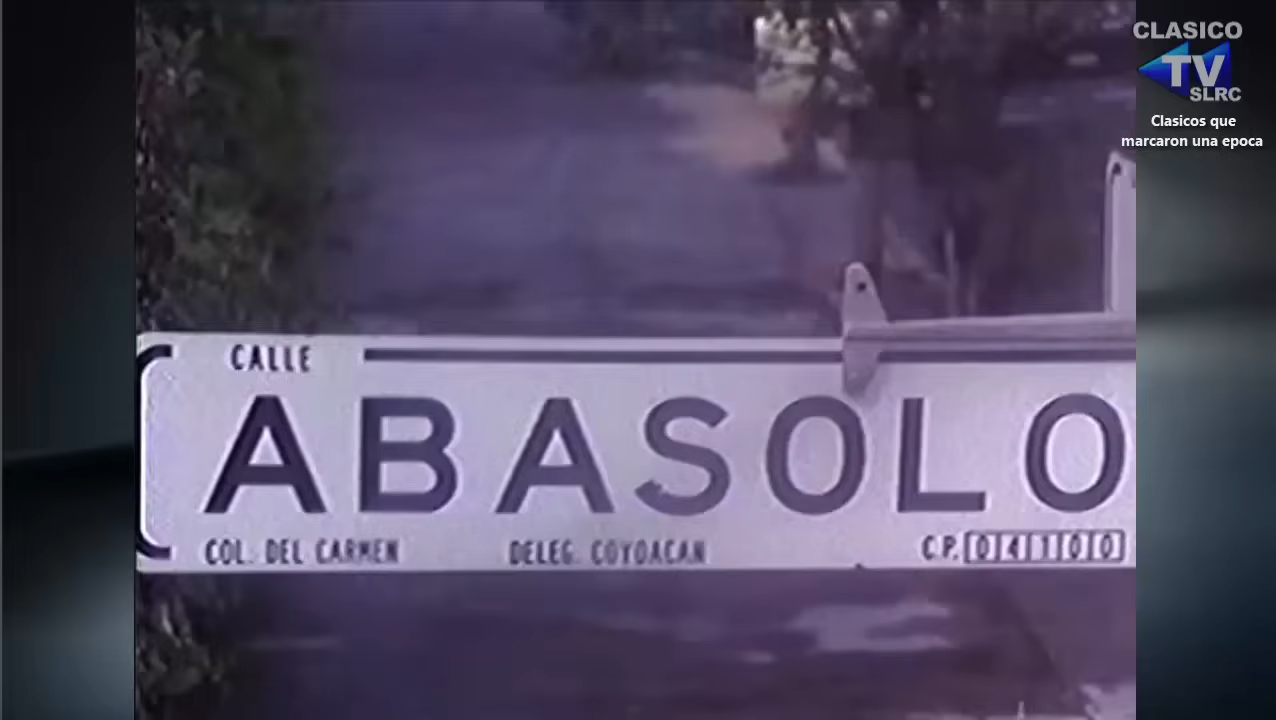 CLASICO
TV
SLRC
Clasicos que
marcaron una epoca
CALLE
ABASOLO
COL. DEL CARMEN DELEG. COYOACAN C.P. 04100